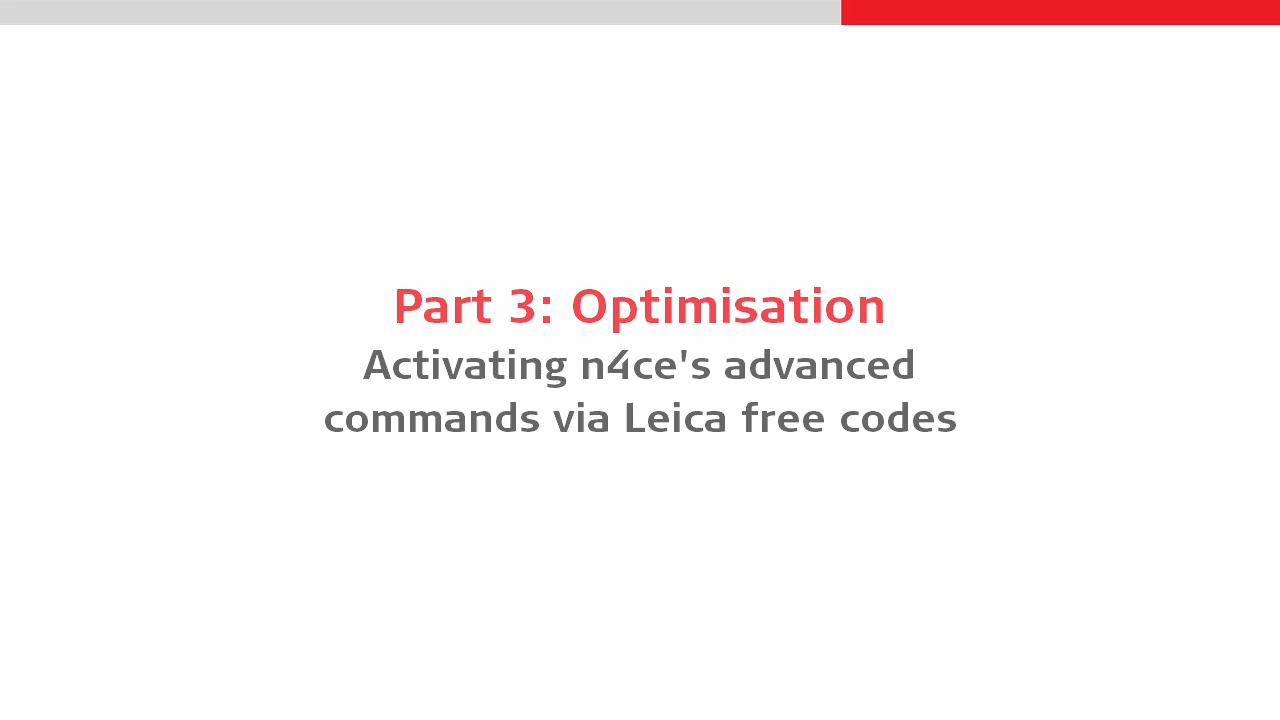 Part 3: Optimisation
Activating n4ce's advanced
commands via Leica free codes